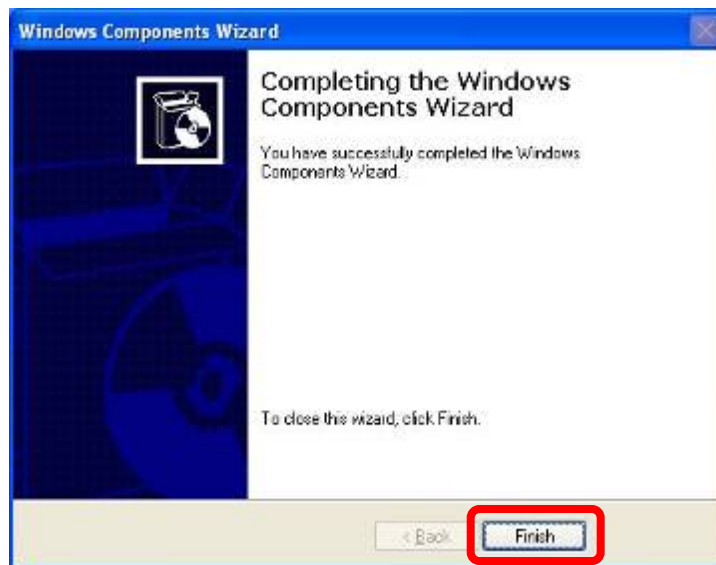 Windows Components Wizard
Completing the Windows
Components Wizard
You have successfully completed the Windows
Components Wizard.
To close this wizard, click Finish.
< Back
Finish